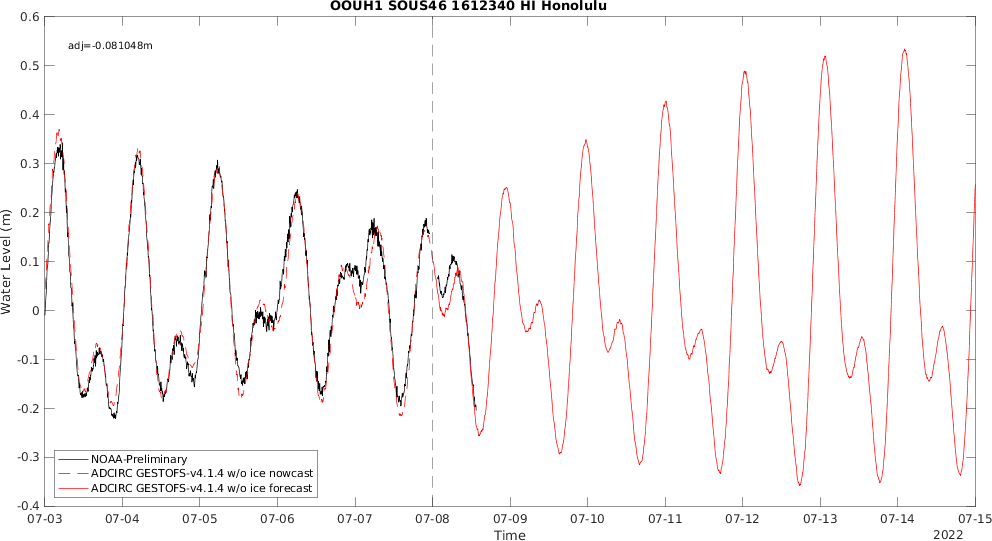 OOUH1 SOUS46 1612340 HI Honolulu
adj=-0.081048m
0.6
0.5
0.4
0.3
0.2
0.1
0
-0.1
-0.2
-0.3
-0.4
Water Level (m)
NOAA-Preliminary
ADCIRC GESTOFS-v4.1.4 w/o ice nowcast
ADCIRC GESTOFS-v4.1.4 w/o ice forecast
07-03 07-04 07-05 07-06 07-07 07-08 07-09 07-10 07-11 07-12 07-13 07-14 07-15
Time
2022